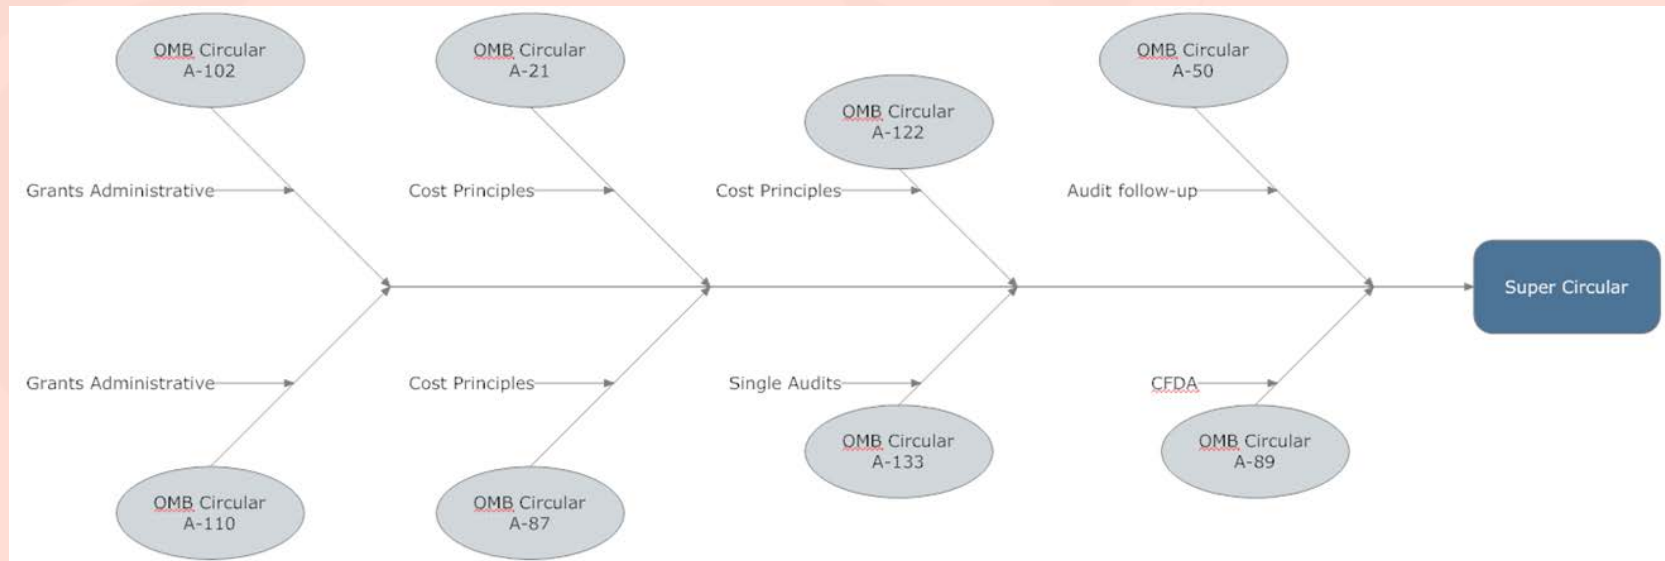 OMB Circular
A-102
OMB Circular
A-21
OMB Circular
A-50
OMB Circular
A-122
Grants Administrative
Cost Principles
Cost Principles
Audit follow-up
Super Circular
Grants Administrative
Cost Principles
Single Audits
CFDA
OMB Circular
A-133
OMB Circular
A-89
OMB Circular
A-110
OMB Circular
A-87